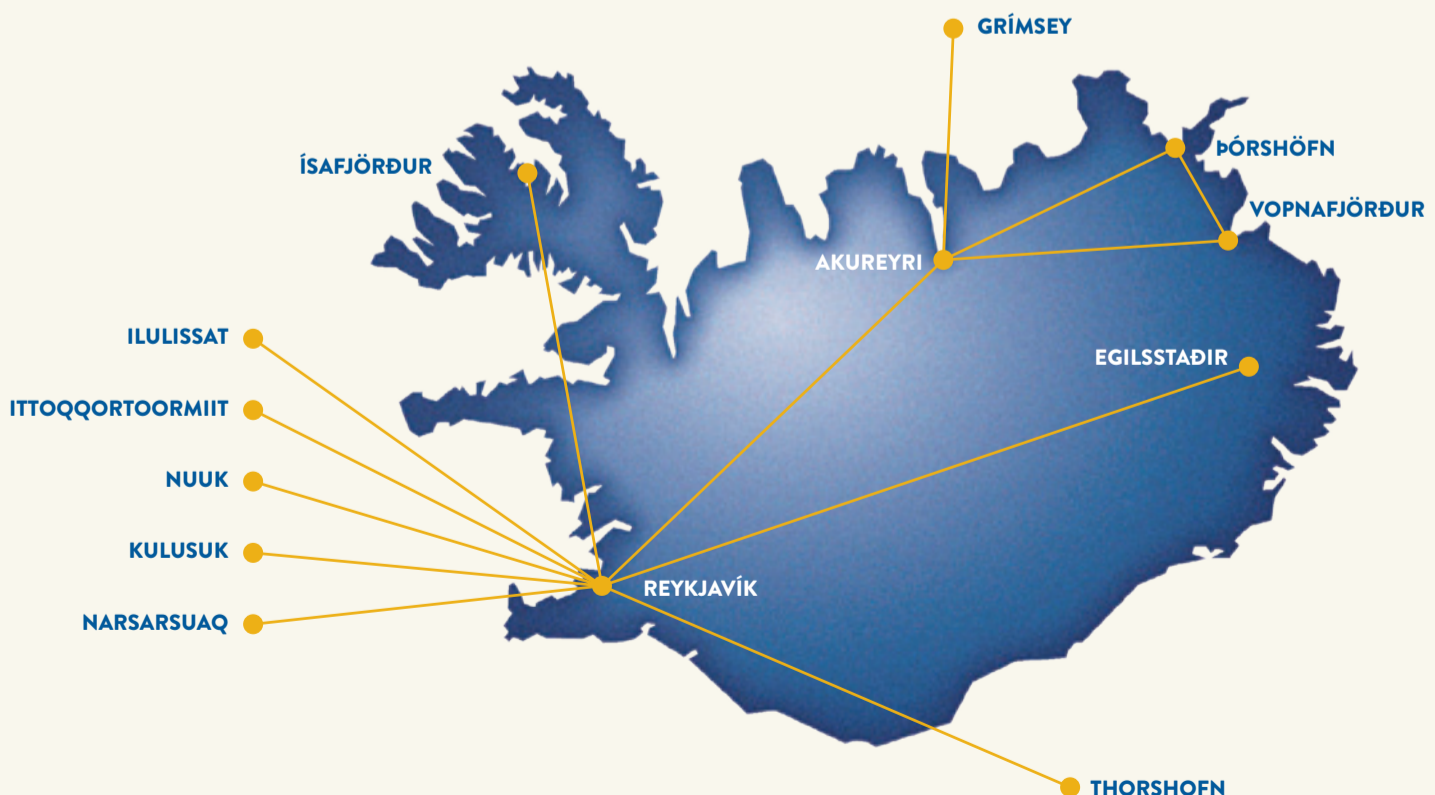 GRÍMSEY
ÍSAFJÖRÐUR
ÞÓRSHÖFN
VOPNAFJÖRÐUR
AKUREYRI
ILULISSAT
EGILSSTAÐIR
ITTOQQORTOORMIIT
NUUK
KULUSUK
REYKJAVÍK
NARSARSUAQ
THORSHOFN